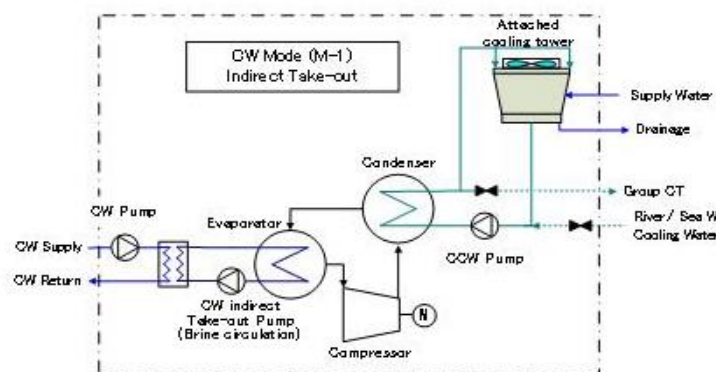 CW Mode (M-1)
Indirect Take-out
Attached
cooling tower
Supply Water
Drainage
Condenser
Group CT
River/ Sea W
Cooling Water
CCW Pump
CW Pump
Evaporator
CW Supply
CW Return
CW indirect
Take-out Pump
(Brine circulation)
Compressor
N